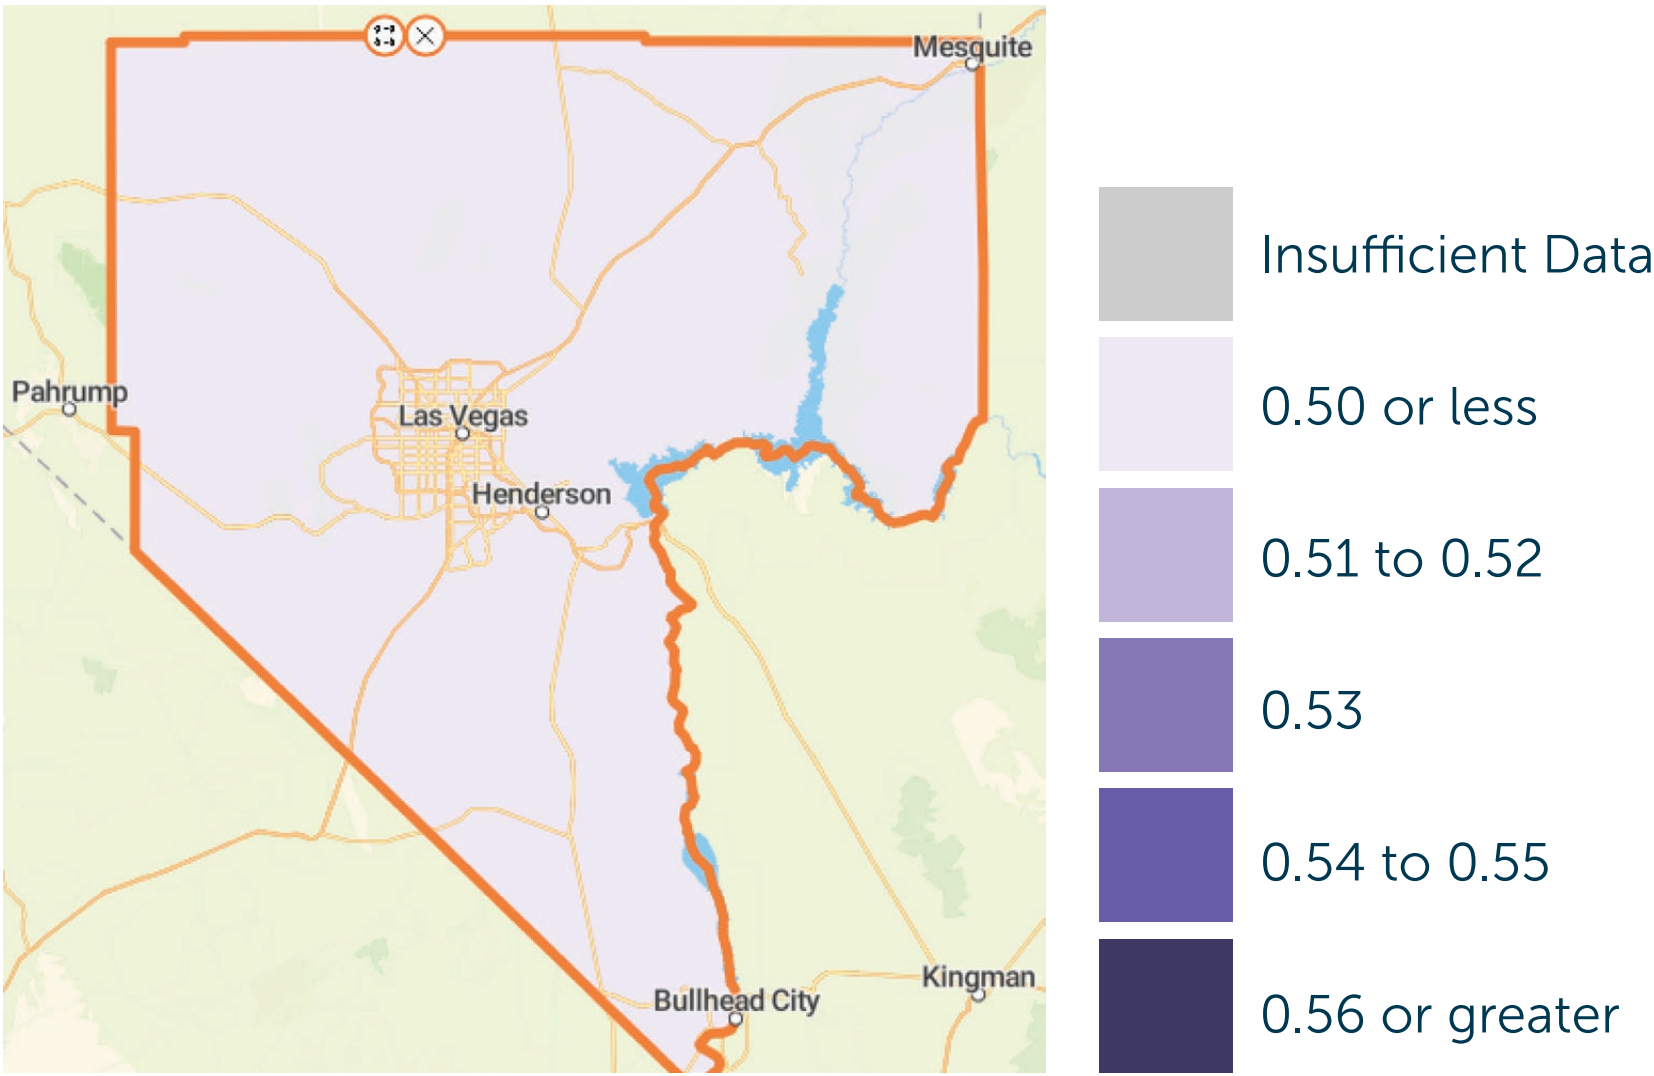 Mesquite
Pahrump
Las Vegas
Henderson
Kingman
Bullhead City
Insufficient Data
0.50 or less
0.51 to 0.52
0.53
0.54 to 0.55
0.56 or greater